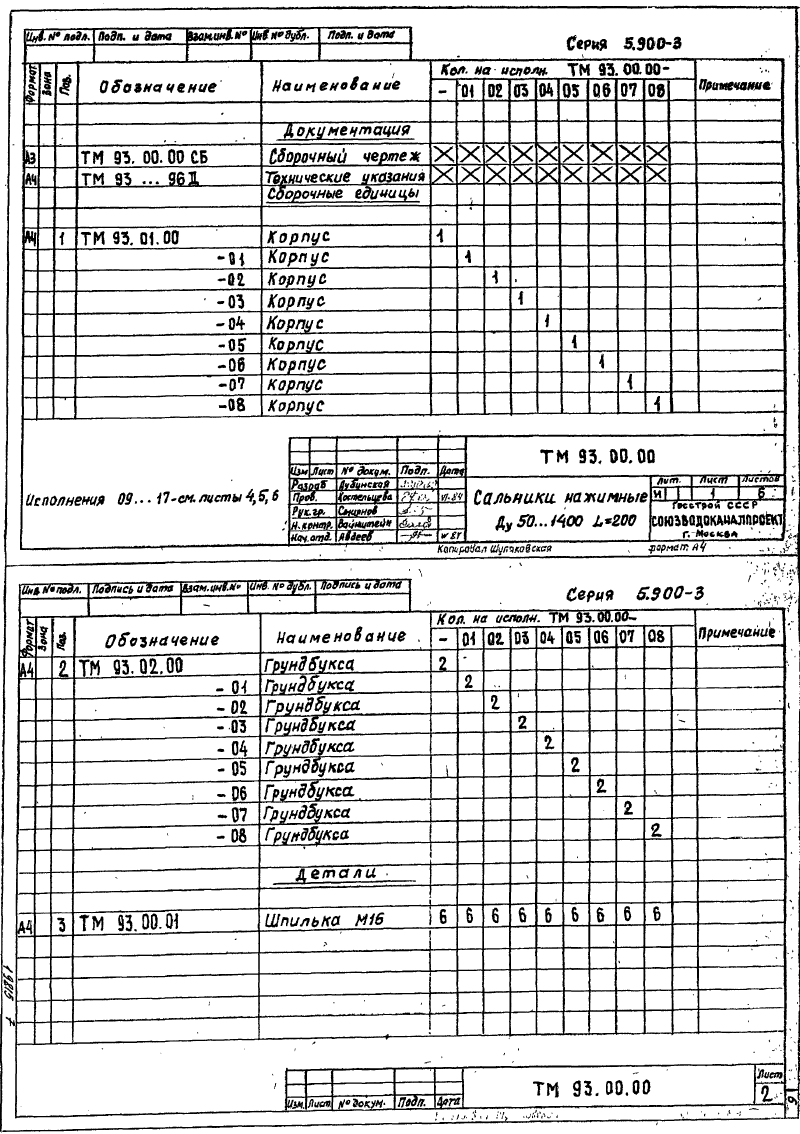 Инв. № подл. Подп. и дата Взам.инв.№ Инв № дубл. Подп. и дата
Серия 5.900-3
Формат Зона Поз. Обозначение Наименование Кол. на исполн. ТМ 93.00.00- Примечание
- 01 02 03 04 05 06 07 08
Документация
А3 ТМ 93.00.00 СБ Сборочный чертеж X X X X X X X X X
А4 ТМ 93 ... 96 II Технические указания X X X X X X X X X
Сборочные единицы
А4 1 ТМ 93.01.00 Корпус 1
-01 Корпус 1
-02 Корпус 1
-03 Корпус 1
-04 Корпус 1
-05 Корпус 1
-06 Корпус 1
-07 Корпус 1
-08 Корпус 1
Исполнения 09...17-см. листы 4,5,6
Изм Лист № докум. Подп. Дата
Разраб Дубинская
Пров. Костельцева VI.84
Рук.гр. Смирнов
Н.контр. Вайнштейн
Нач.отд. Авдеев
ТМ 93.00.00
Сальники нажимные
Ду 50...1400 L=200
Лит. Лист Листов
И 1 6
Госстрой СССР
СОЮЗВОДОКАНАЛПРОЕКТ
г. Москва
Копировал Шулаковская формат А4
Инв № подл. Подпись и дата Взам.инв.№ Инв. № дубл. Подпись и дата
Серия 5.900-3
Формат Зона Поз. Обозначение Наименование Кол. на исполн. ТМ 93.00.00- Примечание
- 01 02 03 04 05 06 07 08
А4 2 ТМ 93.02.00 Грундбукса 2
-01 Грундбукса 2
-02 Грундбукса 2
-03 Грундбукса 2
-04 Грундбукса 2
-05 Грундбукса 2
-06 Грундбукса 2
-07 Грундбукса 2
-08 Грундбукса 2
Детали
А4 3 ТМ 93.00.01 Шпилька М16 6 6 6 6 6 6 6 6 6
19815 7
Изм. Лист № докум. Подп. Дата
ТМ 93.00.00
Лист
2